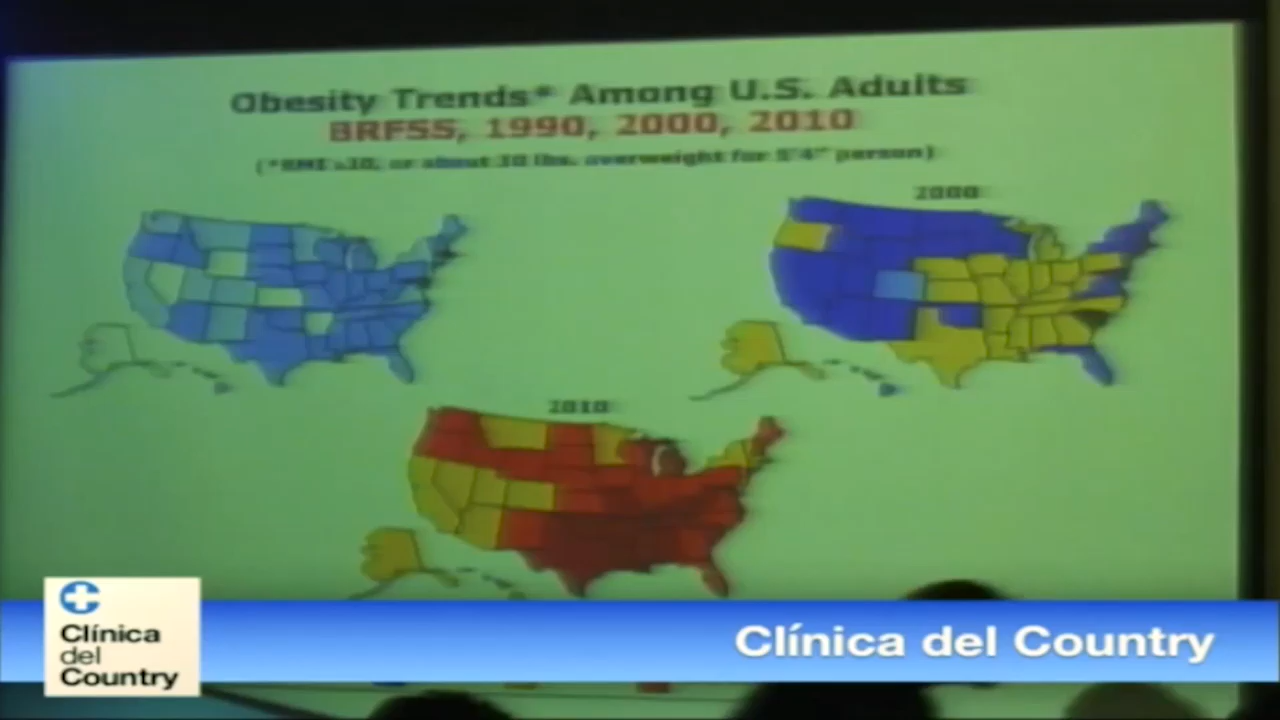 Obesity Trends* Among U.S. Adults
BRFSS, 1990, 2000, 2010
(*BMI ≥30, or about 30 lbs. overweight for 5'4" person)
2000
2010
Clínica
del
Country
Clínica del Country